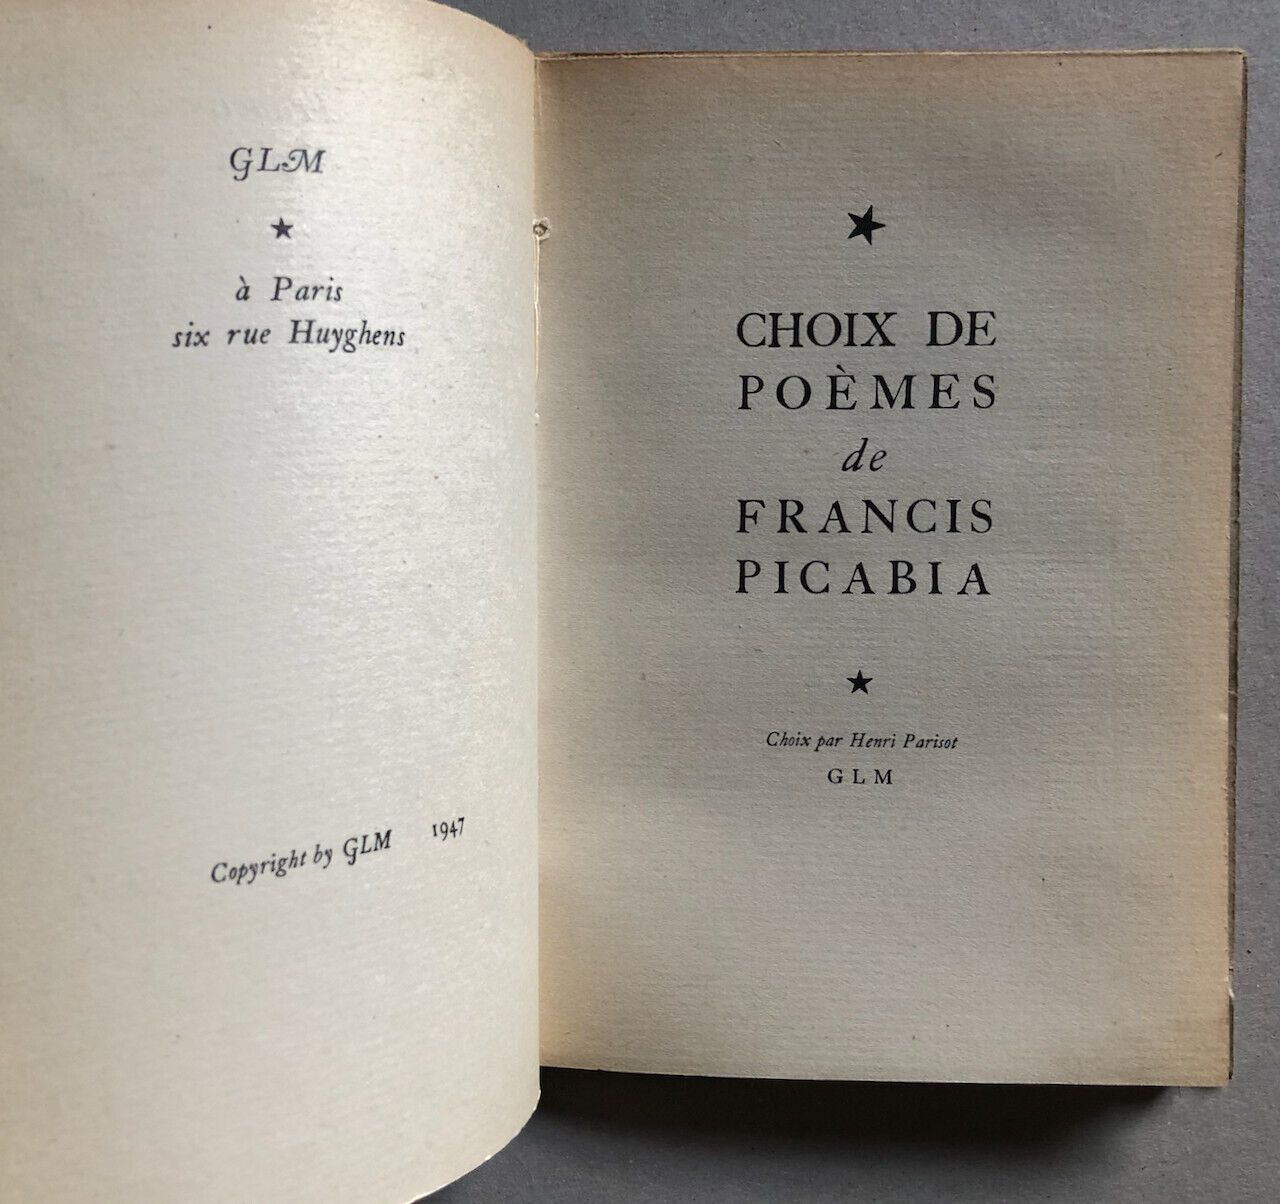 GLM
★
à Paris
six rue Huyghens
Copyright by GLM 1947
★
CHOIX DE
POÈMES
de
FRANCIS
PICABIA
★
Choix par Henri Parisot
GLM